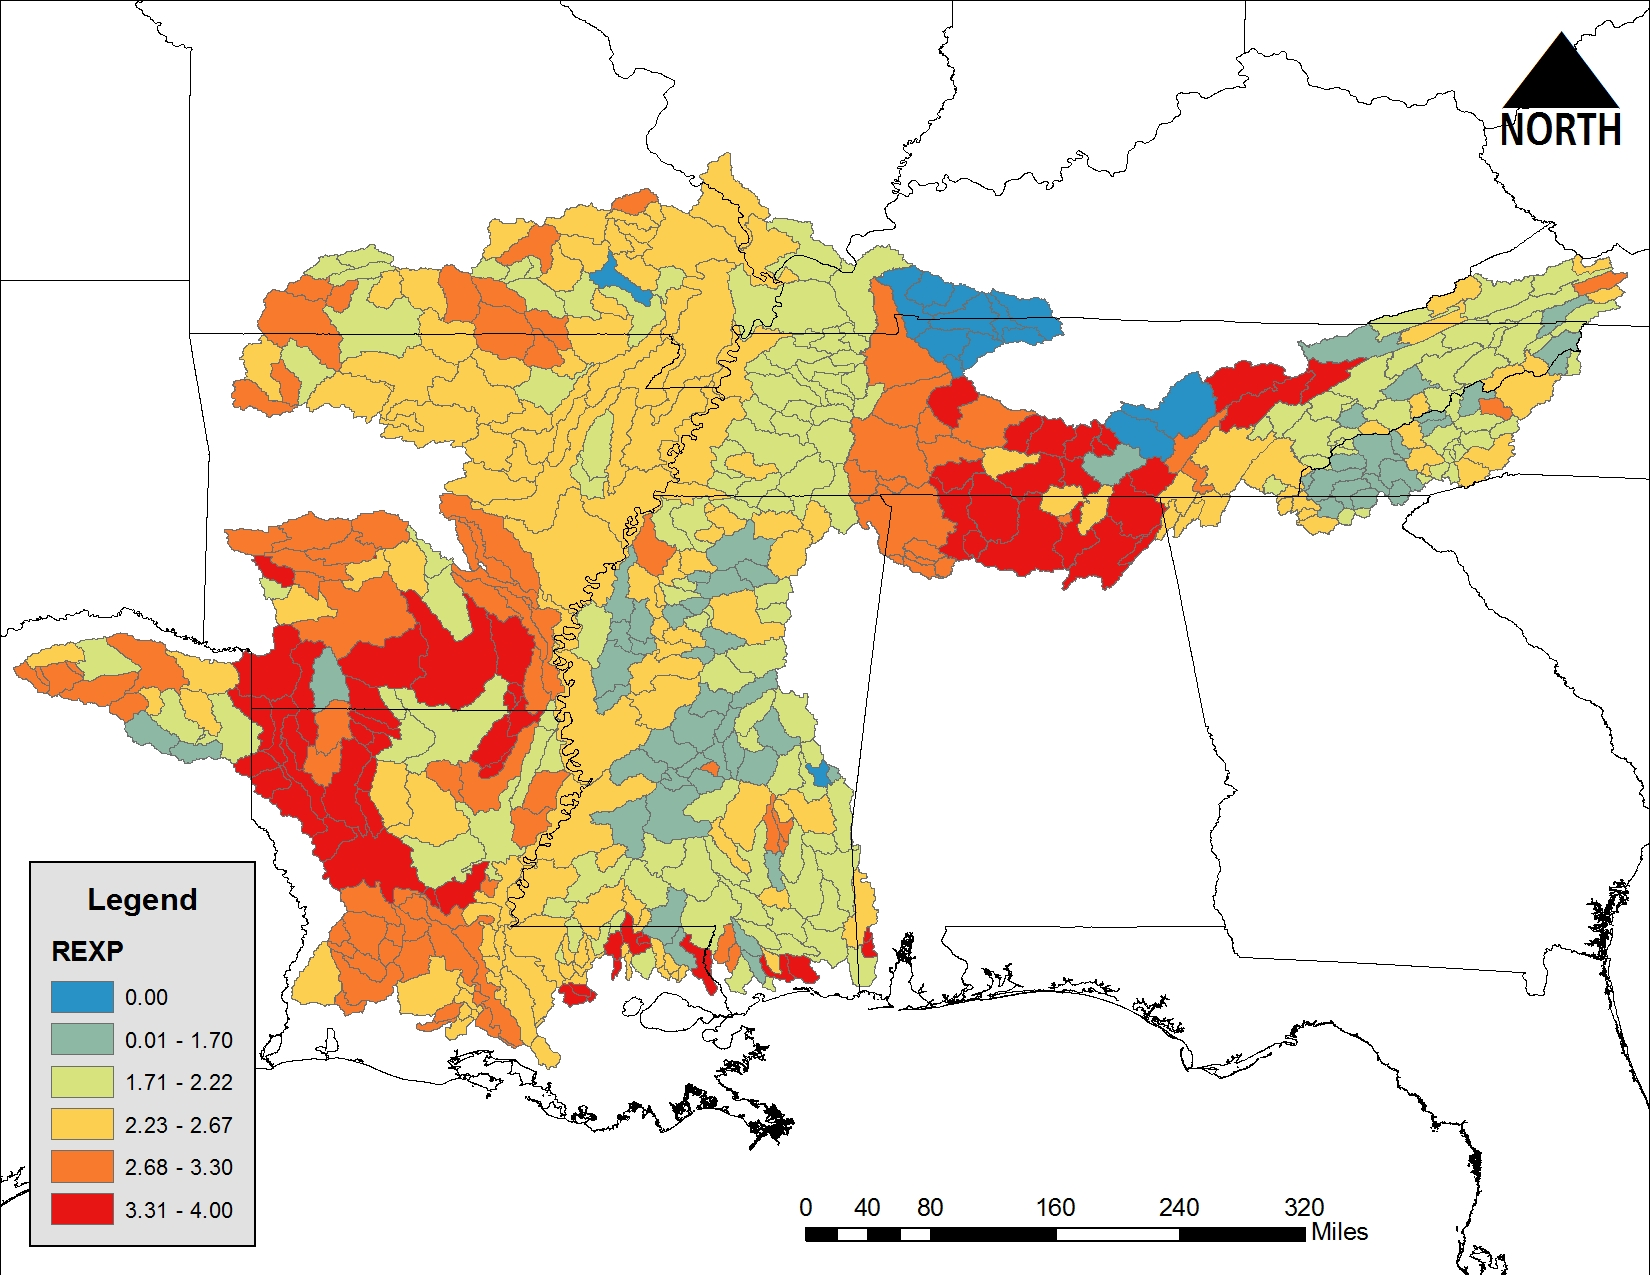 NORTH
Legend
REXP
0.00
0.01 - 1.70
1.71 - 2.22
2.23 - 2.67
2.68 - 3.30
3.31 - 4.00
0 40 80 160 240 320
Miles